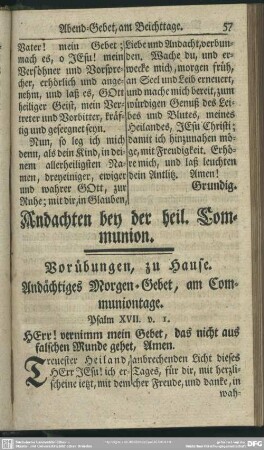 Abend-Gebet, am Beichttage. 57
Vater! mein Gebet;
mach es, o JEsu! mein
Versöhner und Vorspre-
cher, angenehm und er-
hörlich, und laß es, GOtt
heiliger Geist, mein Ver-
treter und Vorbitter, kräf-
tig und gesegnet seyn.
Nun, so leg ich mich
denn, als dein Kind, in dei-
nem allerheiligsten Na-
men, dreyeiniger, ewiger
und wahrer GOtt, zur
Ruhe; mit dir, in Glauben,
Liebe und Andacht, verbun-
den. Wache du, und er-
wecke mich, morgen früh,
an Seel und Leib erneuert,
und mache mich bereit, zum
würdigen Genuß des Lei-
bes und Blutes, meines
Heilandes, JEsu Christi;
damit ich hinzunahen mö-
ge, mit Freudigkeit. Erhö-
re mich, und laß leuchten
dein Antlitz. Amen!
Grundig.
Andachten bey der heil. Com-
munion.
Vorübungen, zu Hause.
Andächtiges Morgen-Gebet, am Com-
muniontage.
Psalm XVII. v. 1.
HErr! vernimm mein Gebet, das nicht aus
falschen Munde gehet, Amen.
Treuester Heiland,
HErr JEsu! ich er-
scheine jetzt, mit dem
anbrechenden Licht dieses
Tages, für dir, mit herzli-
cher Freude, und danke, in
wah-